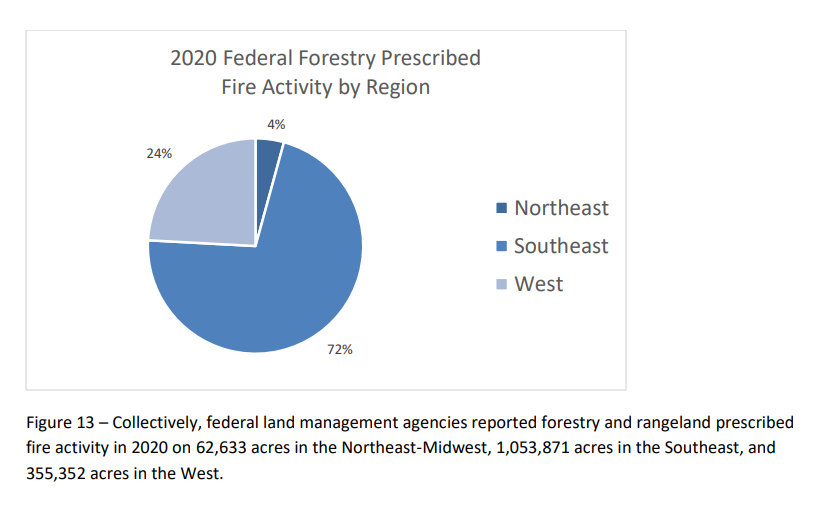 2020 Federal Forestry Prescribed
Fire Activity by Region
4%
24%
72%
Northeast
Southeast
West
Figure 13 – Collectively, federal land management agencies reported forestry and rangeland prescribed
fire activity in 2020 on 62,633 acres in the Northeast-Midwest, 1,053,871 acres in the Southeast, and
355,352 acres in the West.